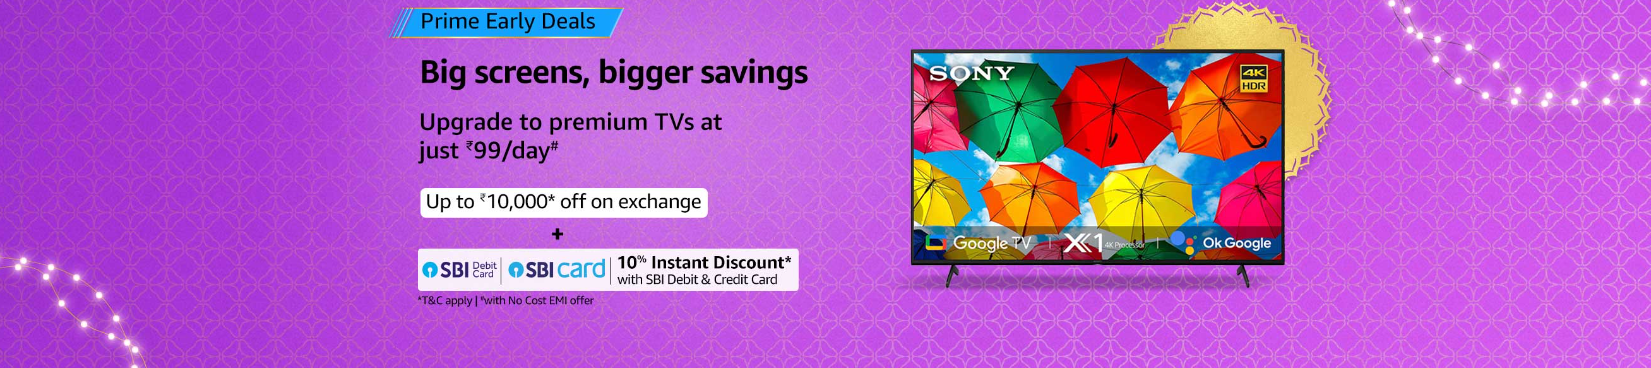 Prime Early Deals
Big screens, bigger savings
Upgrade to premium TVs at
just ₹99/day#
Up to ₹10,000* off on exchange
+
SBI Debit Card | SBI card | 10% Instant Discount*
with SBI Debit & Credit Card
*T&C apply | #with No Cost EMI offer
SONY
4K
HDR
Google TV | X1 4K Processor | Ok Google